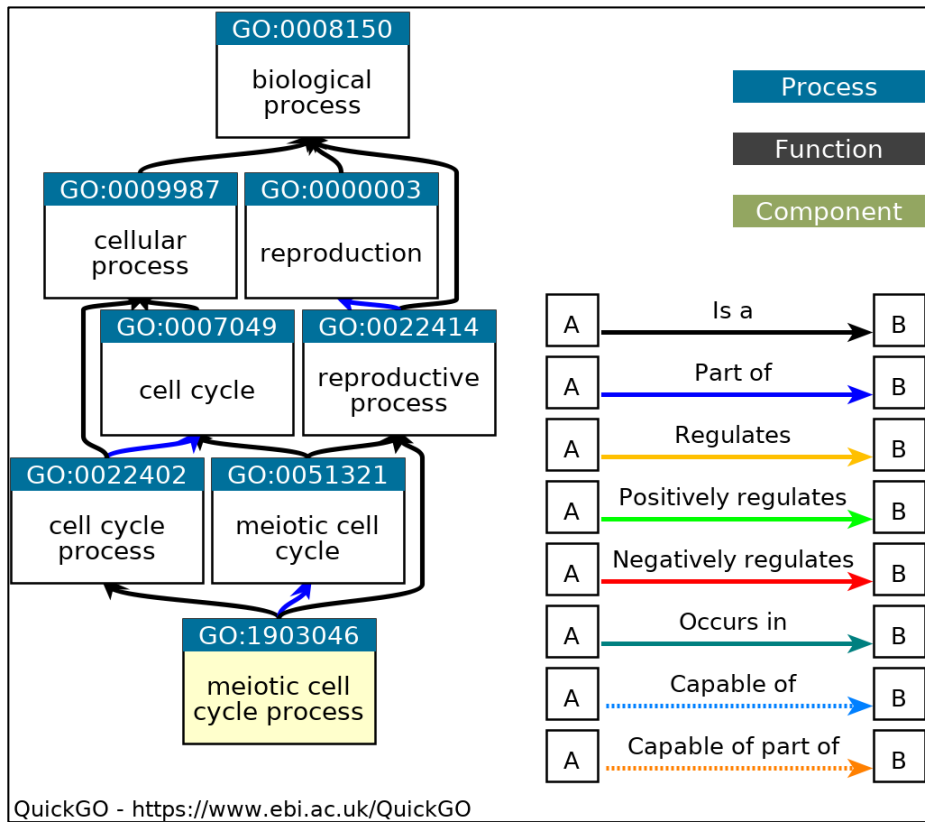 GO:0008150
biological
process
GO:0009987
cellular
process
GO:0000003
reproduction
GO:0007049
cell cycle
GO:0022414
reproductive
process
GO:0022402
cell cycle
process
GO:0051321
meiotic cell
cycle
GO:1903046
meiotic cell
cycle process
Process
Function
Component
A Is a B
A Part of B
A Regulates B
A Positively regulates B
A Negatively regulates B
A Occurs in B
A Capable of B
A Capable of part of B
QuickGO - https://www.ebi.ac.uk/QuickGO